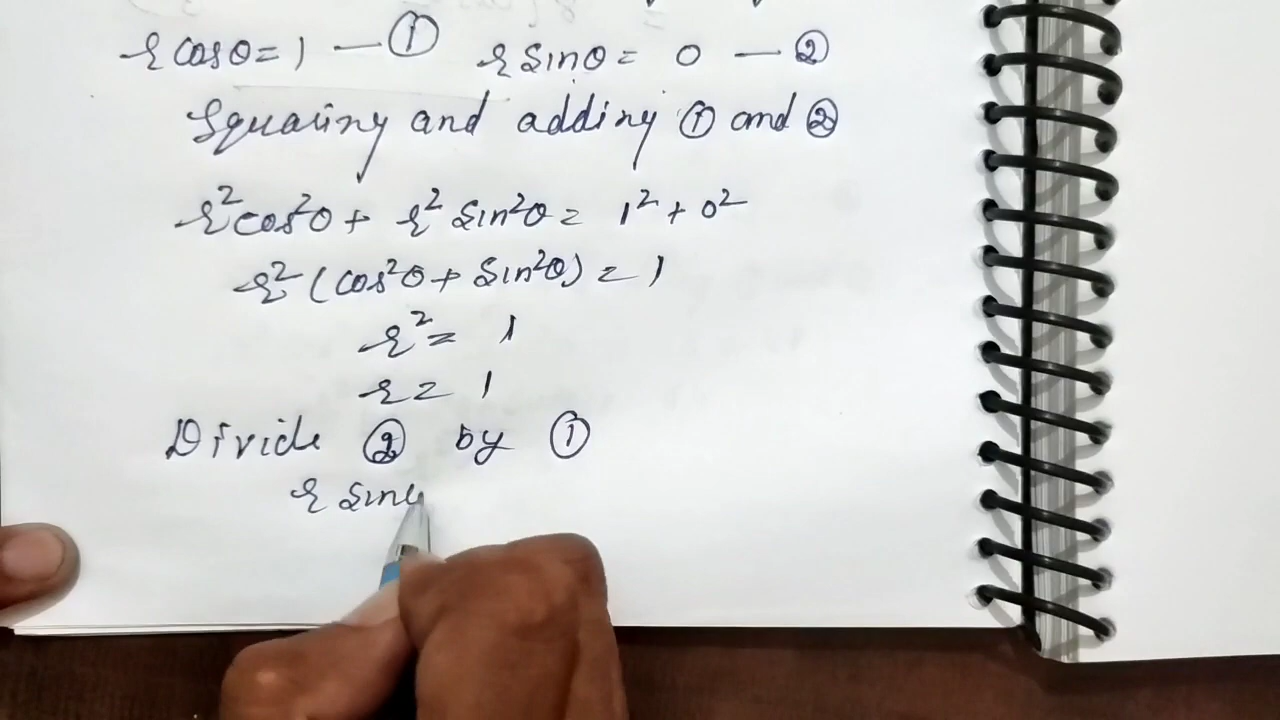 r cosθ = 1 — ① r sinθ = 0 — ②
Squaring and adding ① and ②
r²cos²θ + r² sin²θ = 1² + 0²
r² (cos²θ + sin²θ) = 1
r² = 1
r = 1
Divide ② by ①
r sinθ